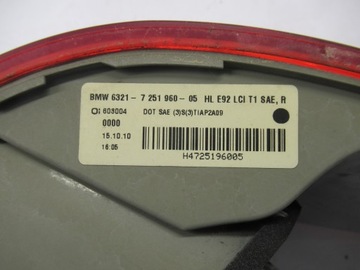 BMW 6321- 7 251 960-05 HL E92 LCI T1 SAE, R
603004 DOT SAE (3)S(3)TIAP2A09
0000
15.10.10
16:05
H4725196005